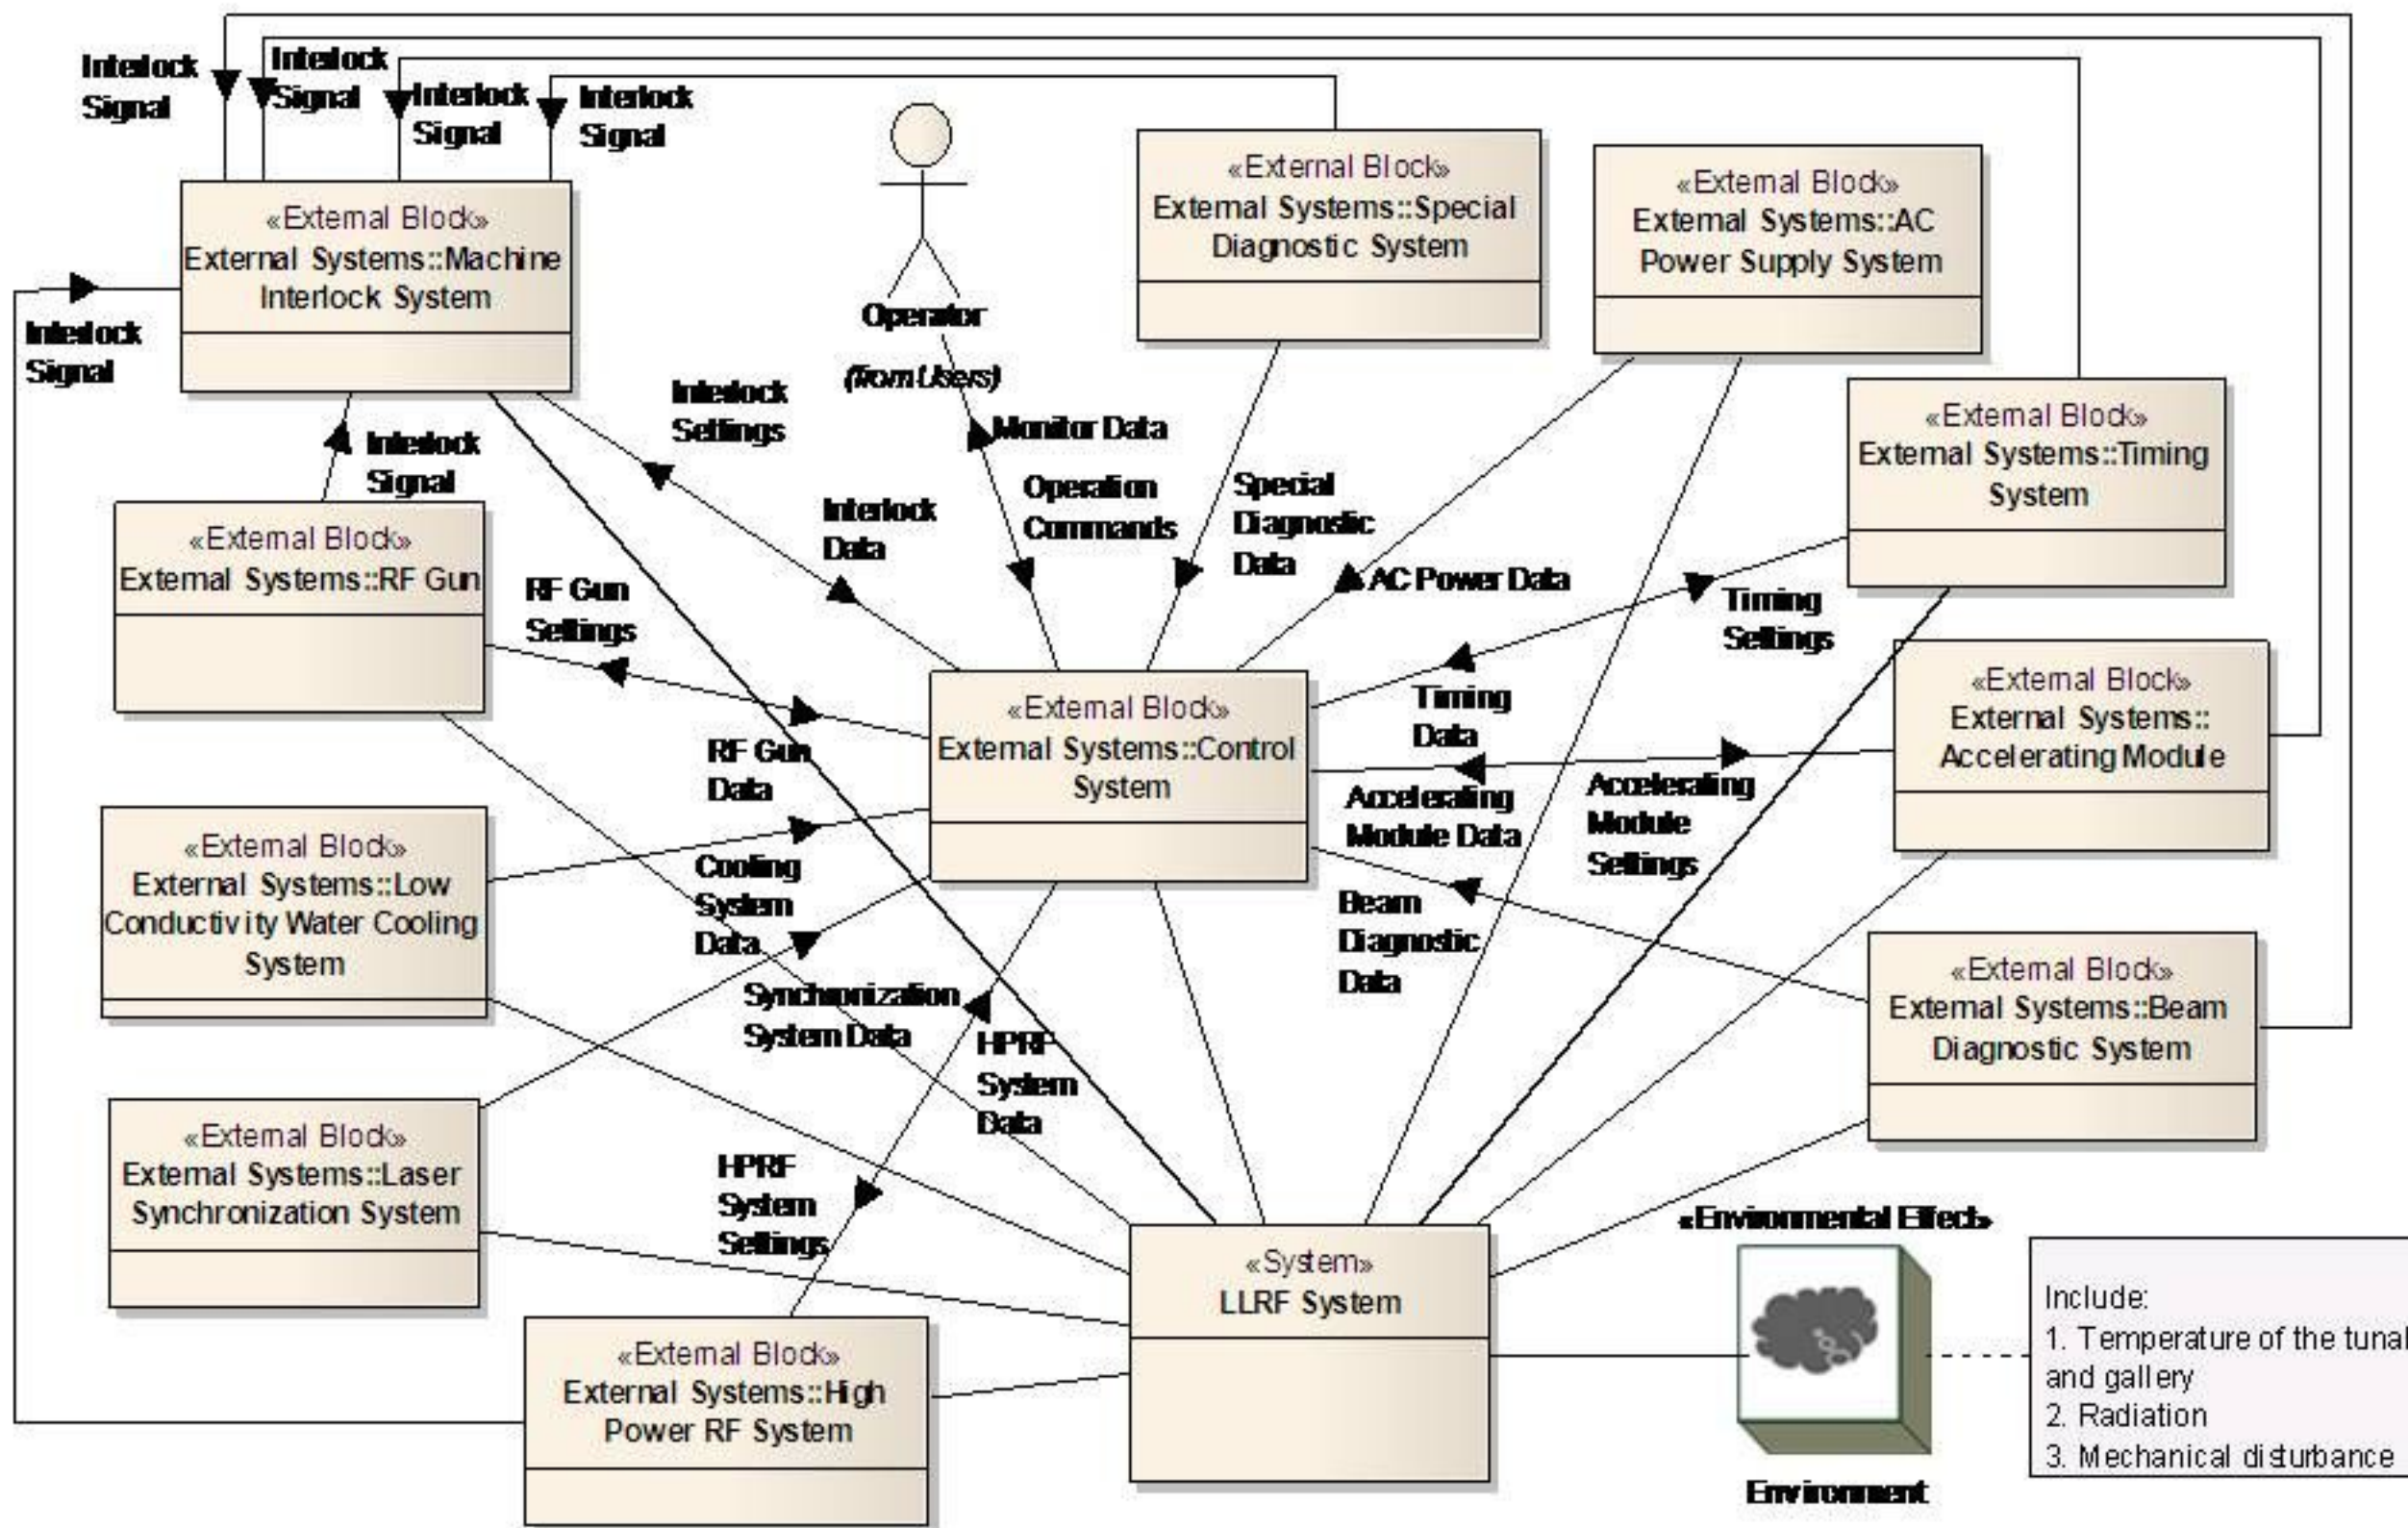 Interlock
Signal
Interlock
Signal
Interlock
Signal
Interlock
Signal
«External Block»
External Systems::Machine
Interlock System
Interlock
Signal
Operator
(from Users)
«External Block»
External Systems::Special
Diagnostic System
«External Block»
External Systems::AC
Power Supply System
«External Block»
External Systems::Timing
System
Interlock
Signal
Interlock
Settings
Interlock
Data
Monitor Data
Operation
Commands
Special
Diagnostic
Data
AC Power Data
Timing
Settings
Timing
Data
«External Block»
External Systems::RF Gun
RF Gun
Settings
RF Gun
Data
«External Block»
External Systems::Control
System
«External Block»
External Systems::
Accelerating Module
Accelerating
Module Data
Accelerating
Module
Settings
«External Block»
External Systems::Low
Conductivity Water Cooling
System
Cooling
System
Data
Beam
Diagnostic
Data
«External Block»
External Systems::Beam
Diagnostic System
Synchronization
System Data
HPRF
System
Data
«External Block»
External Systems::Laser
Synchronization System
HPRF
System
Settings
«System»
LLRF System
«Environmental Effect»
Environment
Include:
1. Temperature of the tunal
and gallery
2. Radiation
3. Mechanical disturbance
«External Block»
External Systems::High
Power RF System